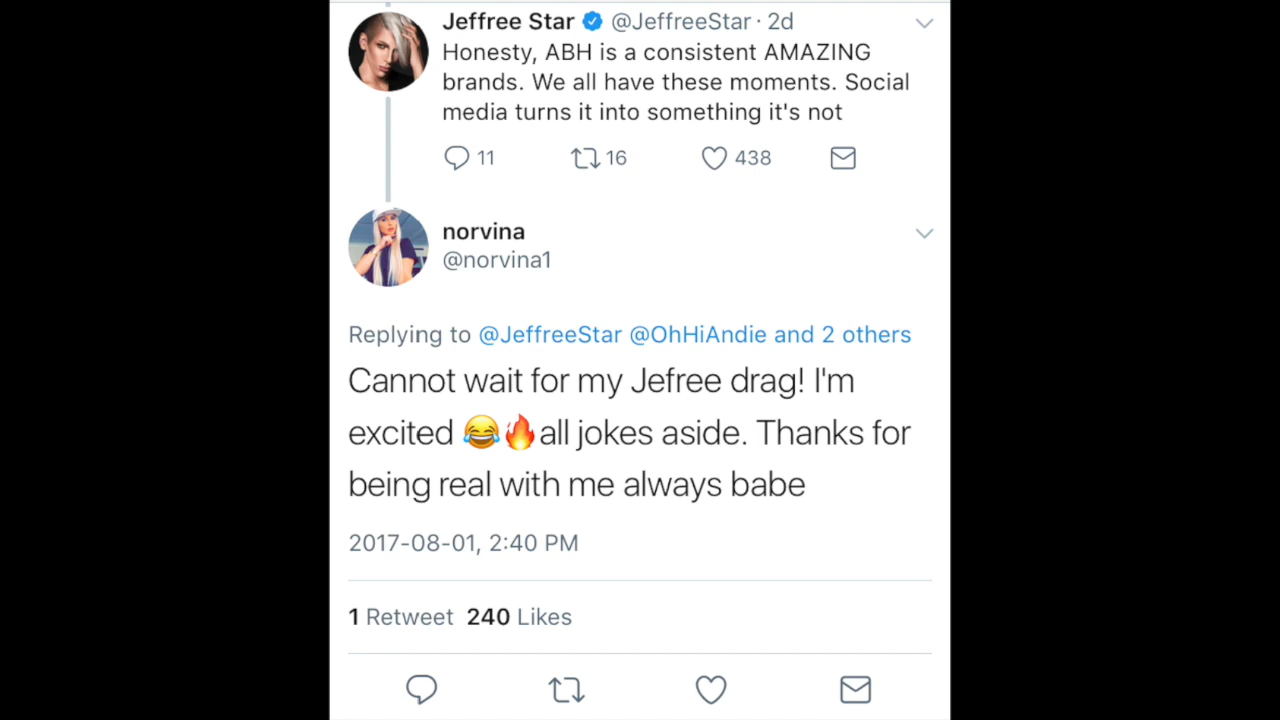 Jeffree Star @JeffreeStar · 2d
Honesty, ABH is a consistent AMAZING
brands. We all have these moments. Social
media turns it into something it's not
11 16 438
norvina
@norvina1
Replying to @JeffreeStar @OhHiAndie and 2 others
Cannot wait for my Jefree drag! I'm
excited 😂🔥all jokes aside. Thanks for
being real with me always babe
2017-08-01, 2:40 PM
1 Retweet 240 Likes